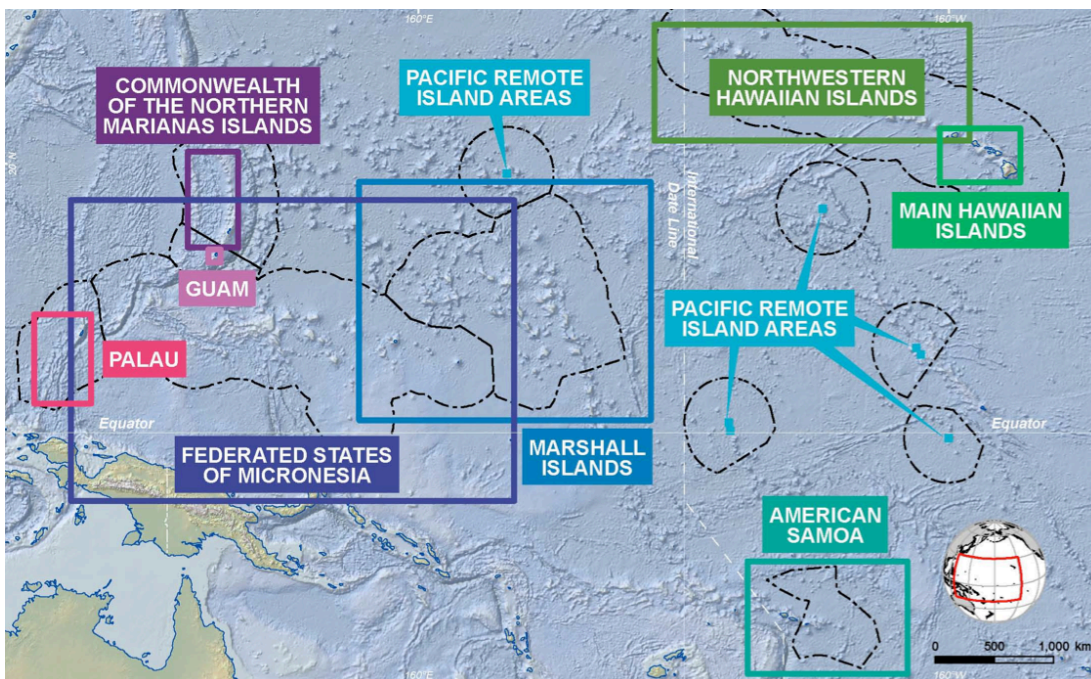 160°E
160°W
COMMONWEALTH
OF THE NORTHERN
MARIANAS ISLANDS
PACIFIC REMOTE
ISLAND AREAS
NORTHWESTERN
HAWAIIAN ISLANDS
20°N
International
Date Line
MAIN HAWAIIAN
ISLANDS
GUAM
PALAU
PACIFIC REMOTE
ISLAND AREAS
Equator
Equator
FEDERATED STATES
OF MICRONESIA
MARSHALL
ISLANDS
AMERICAN
SAMOA
0 500 1,000 km
160°E
160°W